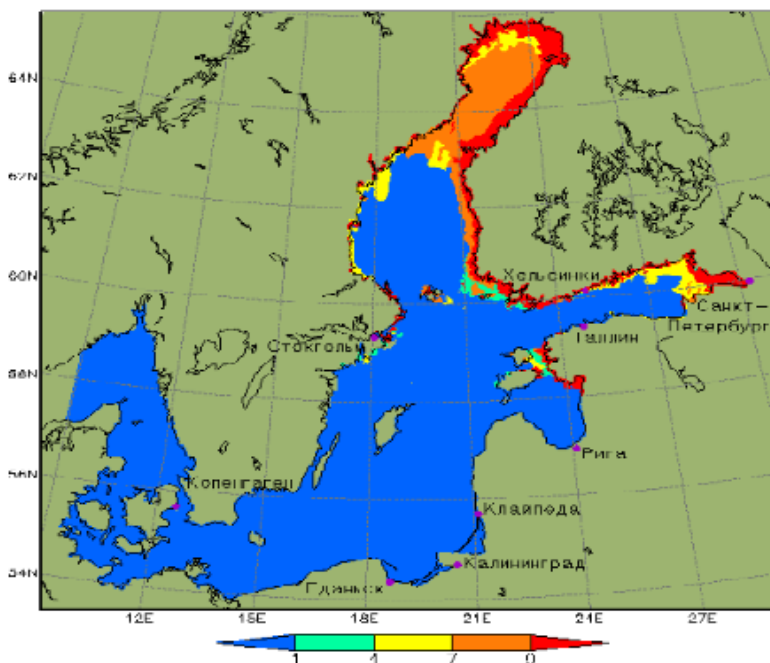 64N
62N
60N
58N
56N
54N
Хельсинки
Санкт-
Петербург
Таллин
Стокгольм
Рига
Копенгаген
Клайпеда
Калининград
Гданьск
12E
15E
18E
21E
24E
27E
1
4
7